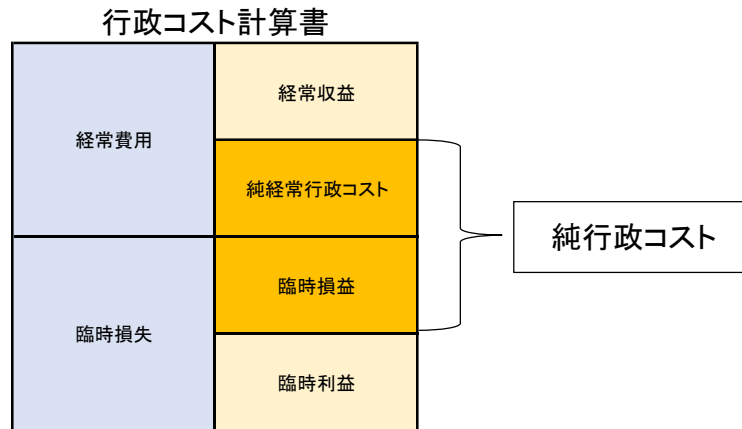 行政コスト計算書
経常費用
経常収益
純経常行政コスト
純行政コスト
臨時損益
臨時損失
臨時利益